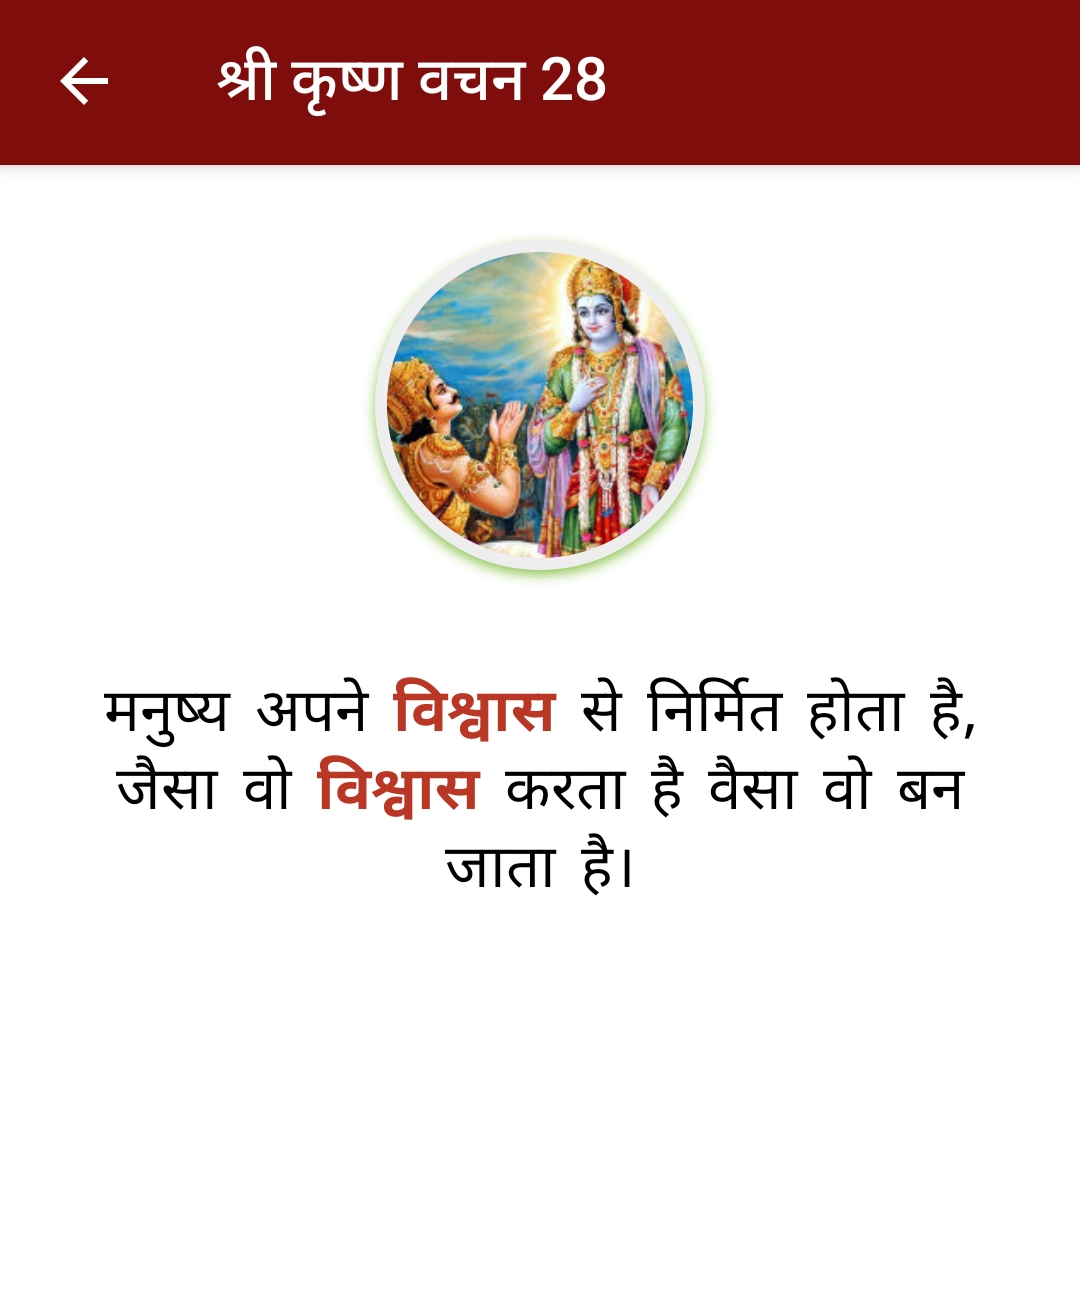 श्री कृष्ण वचन 28
मनुष्य अपने विश्वास से निर्मित होता है,
जैसा वो विश्वास करता है वैसा वो बन
जाता है।